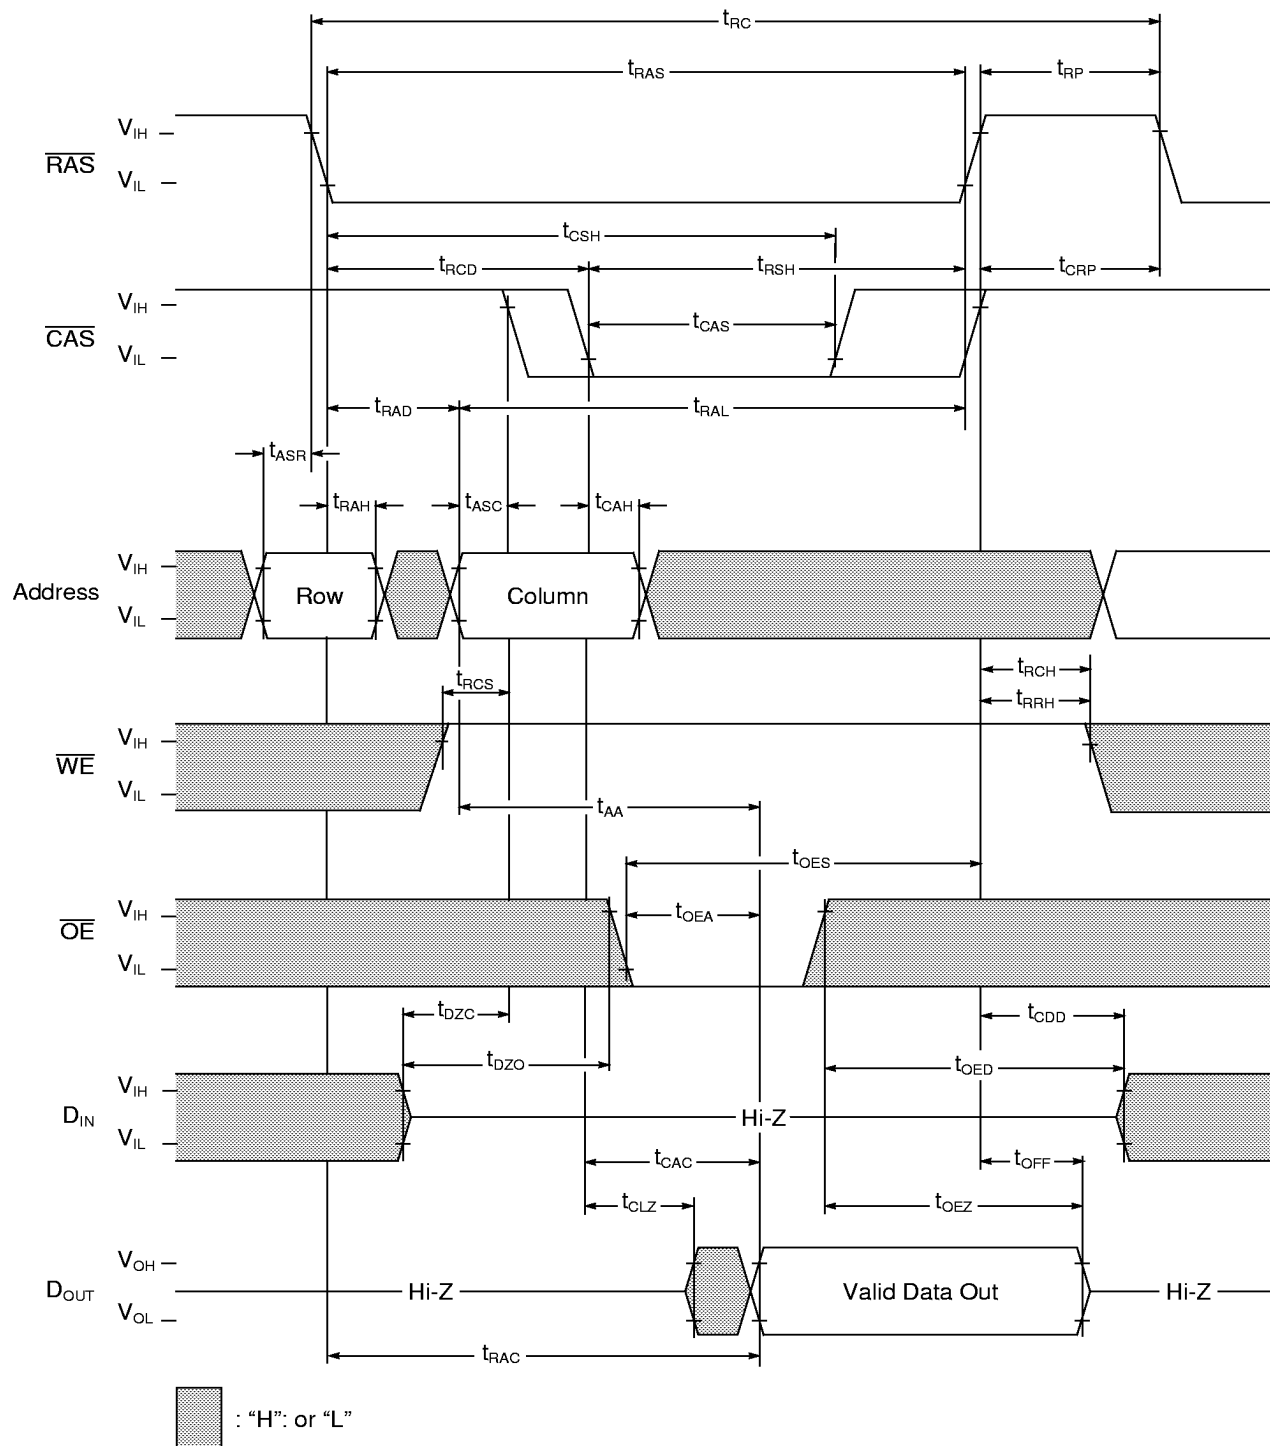 tRC
tRAS
tRP
VIH
RAS
VIL
tCSH
tRCD
tRSH
tCRP
VIH
CAS
VIL
tCAS
tRAD
tRAL
tASR
tRAH
tASC
tCAH
VIH
Address
VIL
Row
Column
tRCS
tRCH
tRRH
VIH
WE
VIL
tAA
tOES
VIH
OE
VIL
tOEA
tDZC
tCDD
tDZO
tOED
VIH
DIN
VIL
Hi-Z
tCAC
tOFF
tCLZ
tOEZ
VOH
DOUT
VOL
Hi-Z
Valid Data Out
Hi-Z
tRAC
: “H”: or “L”